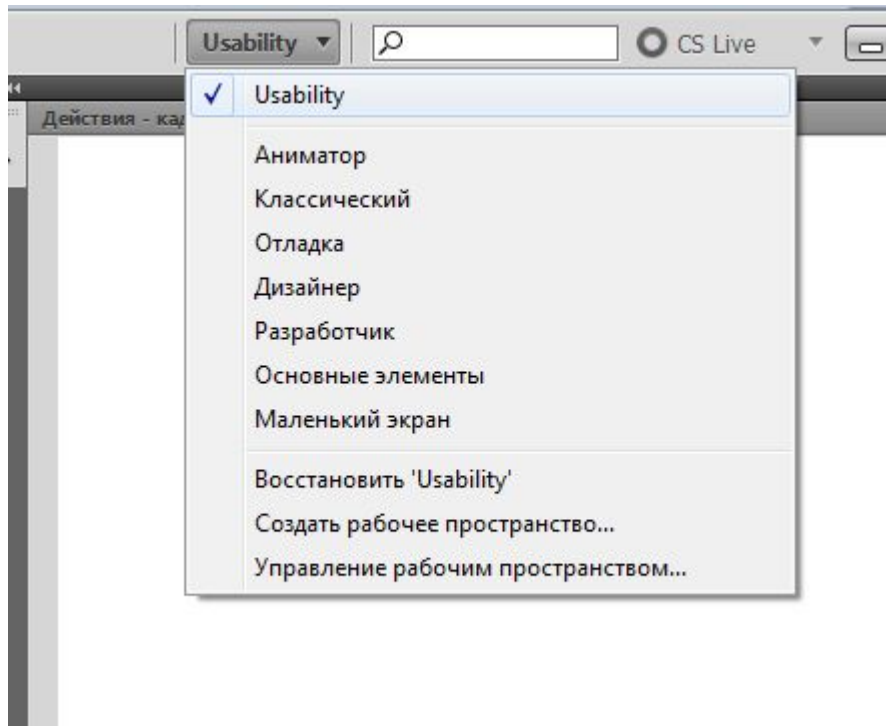 Usability
CS Live
Usability
Действия -
Аниматор
Классический
Отладка
Дизайнер
Разработчик
Основные элементы
Маленький экран
Восстановить 'Usability'
Создать рабочее пространство...
Управление рабочим пространством...